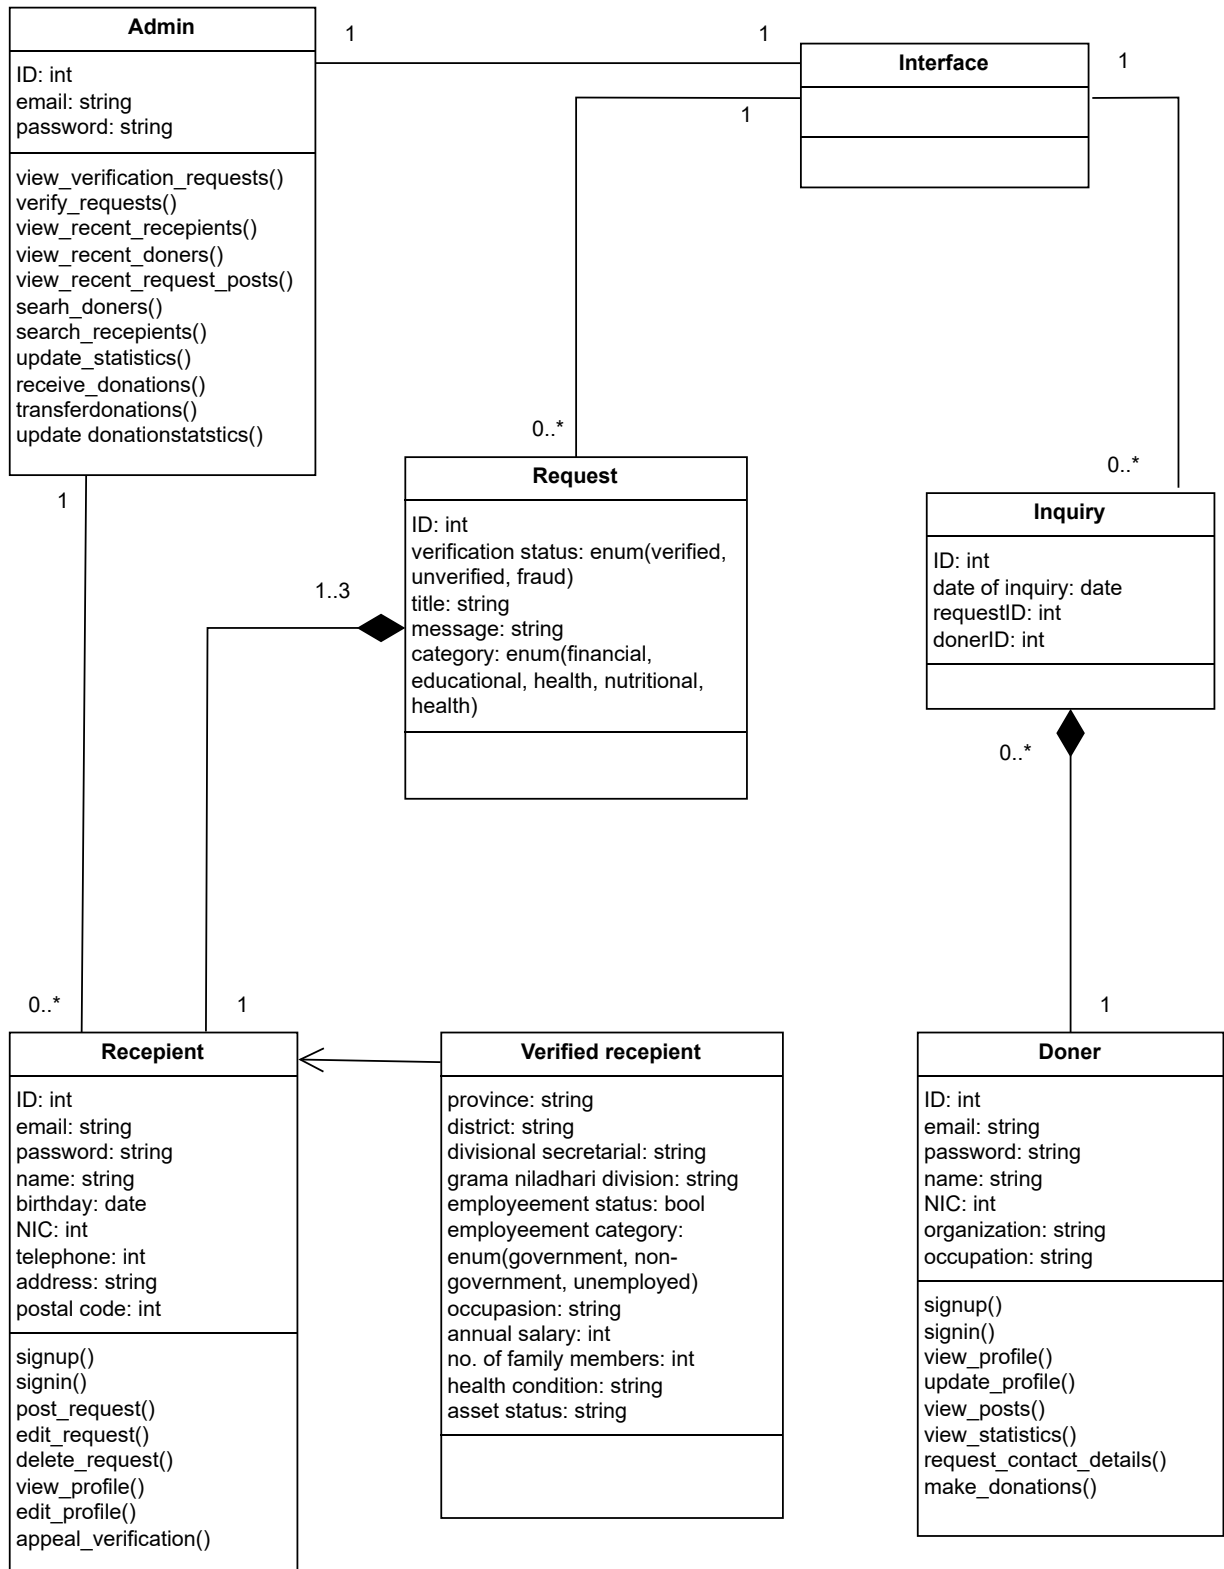 Admin
ID: int
email: string
password: string
view_verification_requests()
verify_requests()
view_recent_recepients()
view_recent_doners()
view_recent_request_posts()
searh_doners()
search_recepients()
update_statistics()
receive_donations()
transferdonations()
update donationstatstics()
1
1
Interface
1
1
0..*
0..*
1
Request
ID: int
verification status: enum(verified,
unverified, fraud)
title: string
message: string
category: enum(financial,
educational, health, nutritional,
health)
1..3
Inquiry
ID: int
date of inquiry: date
requestID: int
donerID: int
0..*
0..*
1
1
Recepient
ID: int
email: string
password: string
name: string
birthday: date
NIC: int
telephone: int
address: string
postal code: int
signup()
signin()
post_request()
edit_request()
delete_request()
view_profile()
edit_profile()
appeal_verification()
Verified recepient
province: string
district: string
divisional secretarial: string
grama niladhari division: string
employeement status: bool
employeement category:
enum(government, non-
government, unemployed)
occupasion: string
annual salary: int
no. of family members: int
health condition: string
asset status: string
Doner
ID: int
email: string
password: string
name: string
NIC: int
organization: string
occupation: string
signup()
signin()
view_profile()
update_profile()
view_posts()
view_statistics()
request_contact_details()
make_donations()